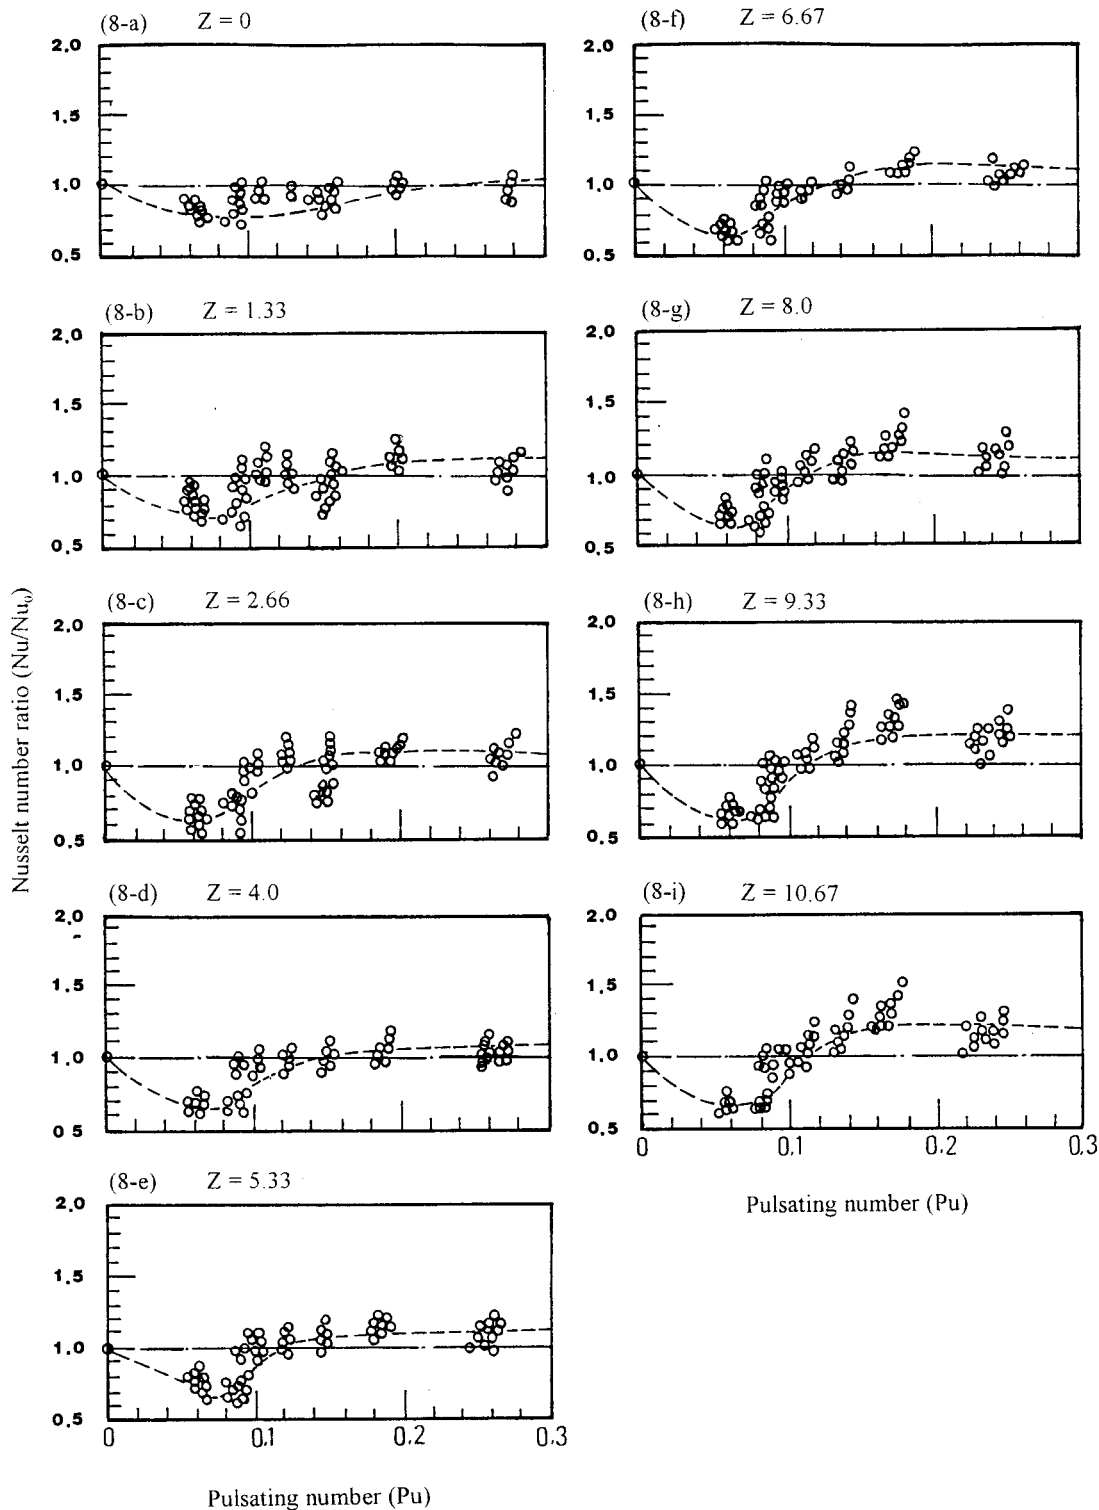 (8-a) Z = 0
2.0
1.5
1.0
0.5
(8-b) Z = 1.33
2.0
1.5
1.0
0.5
(8-c) Z = 2.66
2.0
1.5
1.0
0.5
(8-d) Z = 4.0
2.0
1.5
1.0
0.5
(8-e) Z = 5.33
2.0
1.5
1.0
0.5
0 0.1 0.2 0.3
Pulsating number (Pu)
Nusselt number ratio (Nu/Nu₀)
(8-f) Z = 6.67
2.0
1.5
1.0
0.5
(8-g) Z = 8.0
2.0
1.5
1.0
0.5
(8-h) Z = 9.33
2.0
1.5
1.0
0.5
(8-i) Z = 10.67
2.0
1.5
1.0
0.5
0 0.1 0.2 0.3
Pulsating number (Pu)